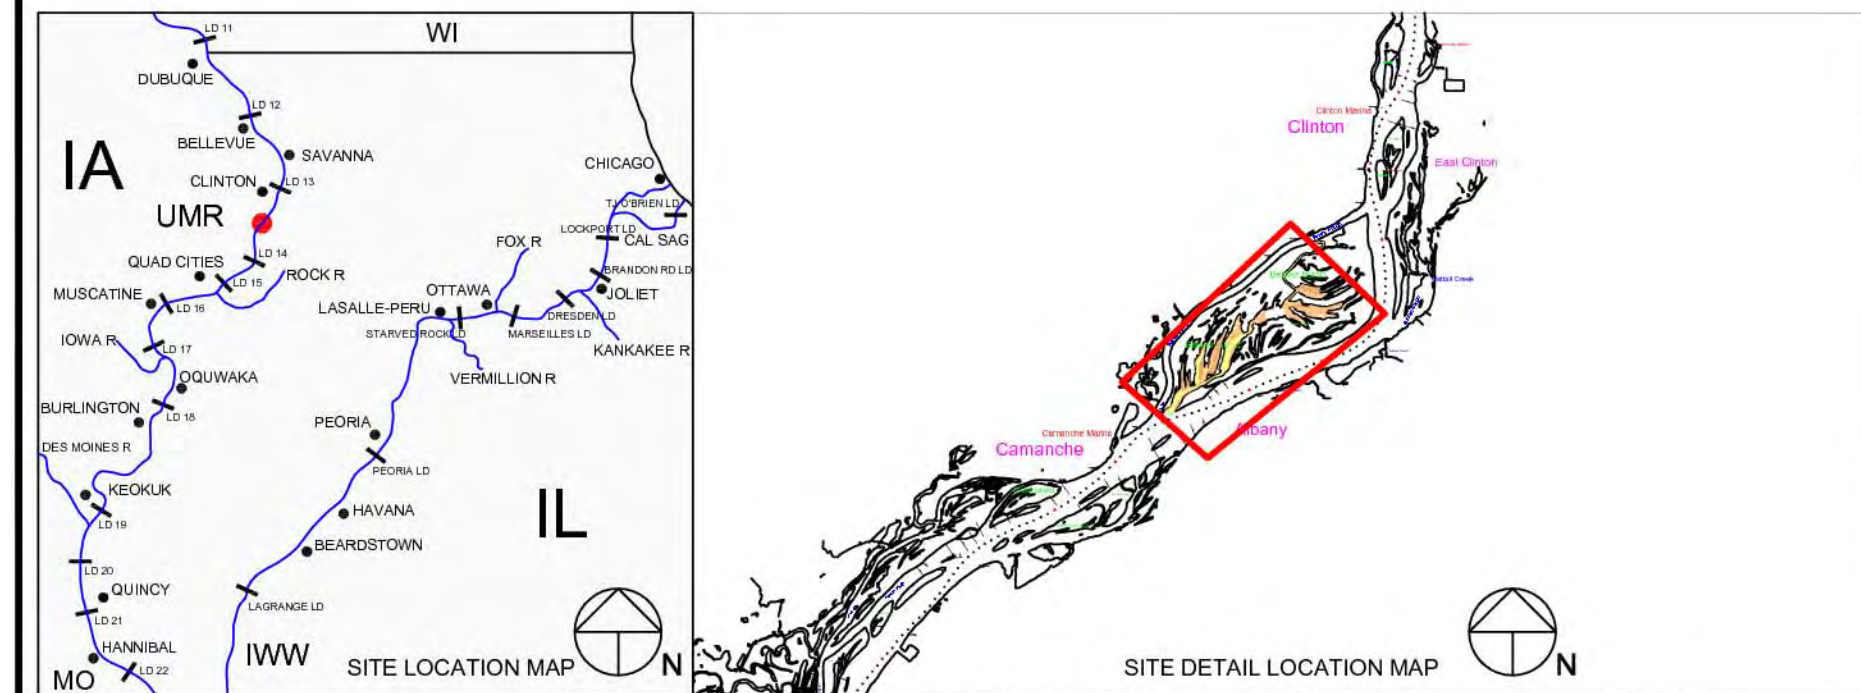 LD 11
WI
DUBUQUE
LD 12
BELLEVUE
SAVANNA
IA
CHICAGO
CLINTON
LD 13
UMR
T.J O'BRIEN LD
LOCKPORT LD
CAL SAG
FOX R
LD 14
QUAD CITIES
ROCK R
BRANDON RD LD
LD 15
MUSCATINE
LD 16
OTTAWA
JOLIET
LASALLE-PERU
DRESDEN LD
STARVED ROCK LD
MARSEILLES LD
IOWA R
LD 17
KANKAKEE R
OQUWAKA
VERMILLION R
BURLINGTON
LD 18
PEORIA
DES MOINES R
PEORIA LD
KEOKUK
LD 19
HAVANA
IL
BEARDSTOWN
LD 20
QUINCY
LAGRANGE LD
LD 21
HANNIBAL
IWW
SITE LOCATION MAP
N
LD 22
MO
Clinton Marina
Clinton
East Clinton
Albany
Camanche Marina
Camanche
SITE DETAIL LOCATION MAP
N